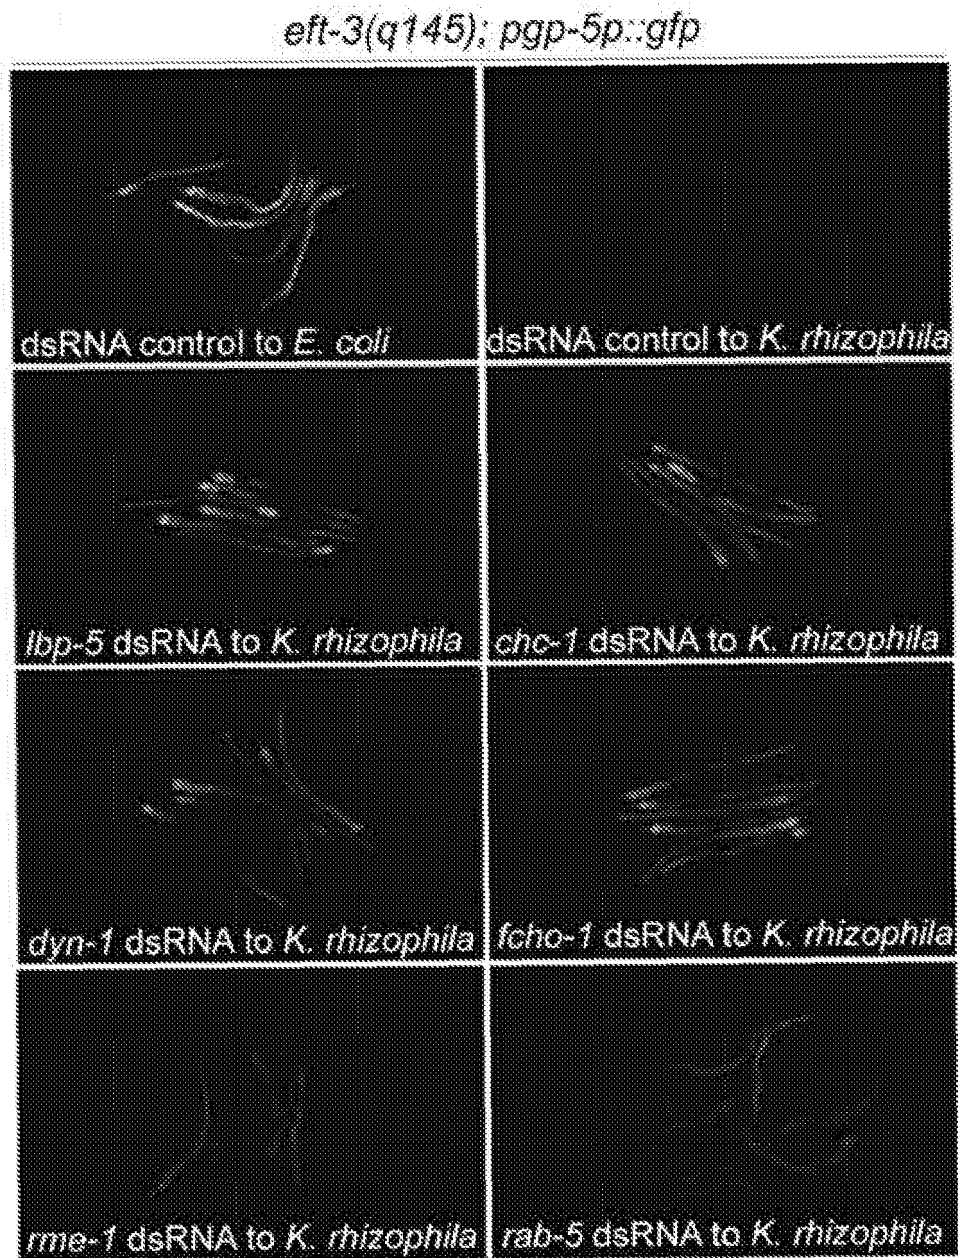 eft-3(q145); pgp-5p::gfp
dsRNA control to E. coli
dsRNA control to K. rhizophila
lbp-5 dsRNA to K. rhizophila
chc-1 dsRNA to K. rhizophila
dyn-1 dsRNA to K. rhizophila
fcho-1 dsRNA to K. rhizophila
rme-1 dsRNA to K. rhizophila
rab-5 dsRNA to K. rhizophila